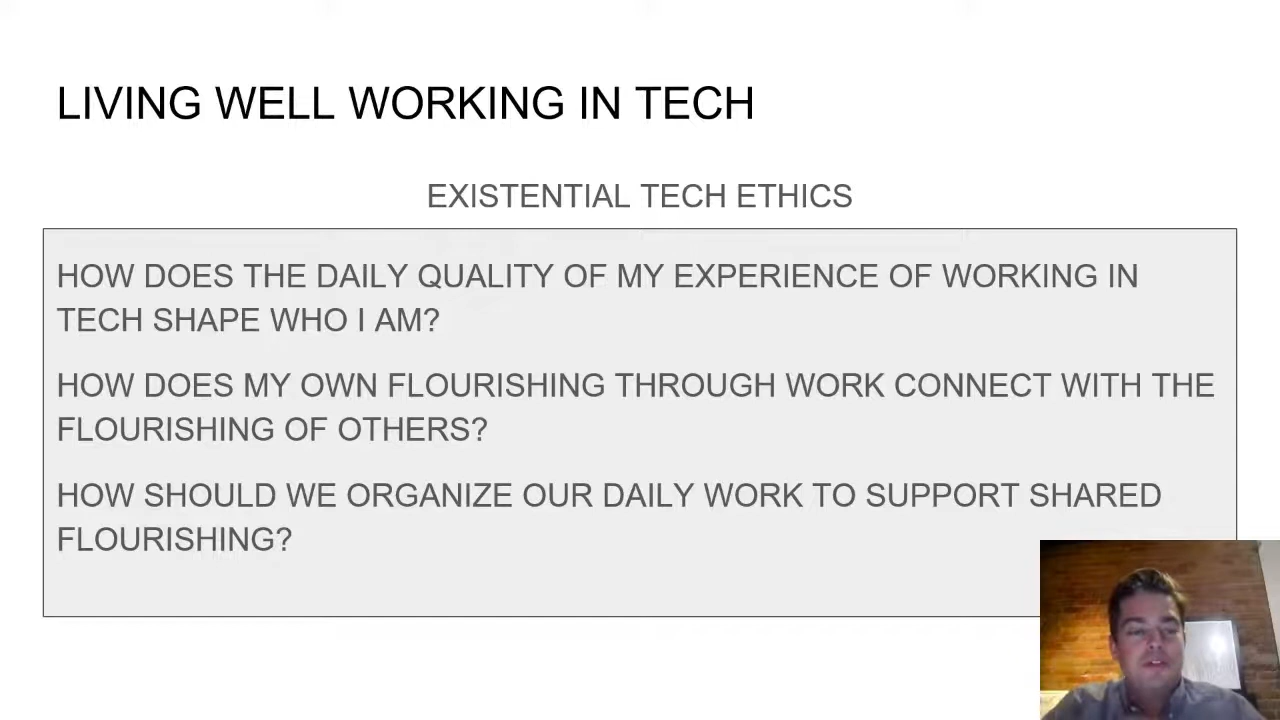 LIVING WELL WORKING IN TECH
EXISTENTIAL TECH ETHICS
HOW DOES THE DAILY QUALITY OF MY EXPERIENCE OF WORKING IN
TECH SHAPE WHO I AM?
HOW DOES MY OWN FLOURISHING THROUGH WORK CONNECT WITH THE
FLOURISHING OF OTHERS?
HOW SHOULD WE ORGANIZE OUR DAILY WORK TO SUPPORT SHARED
FLOURISHING?